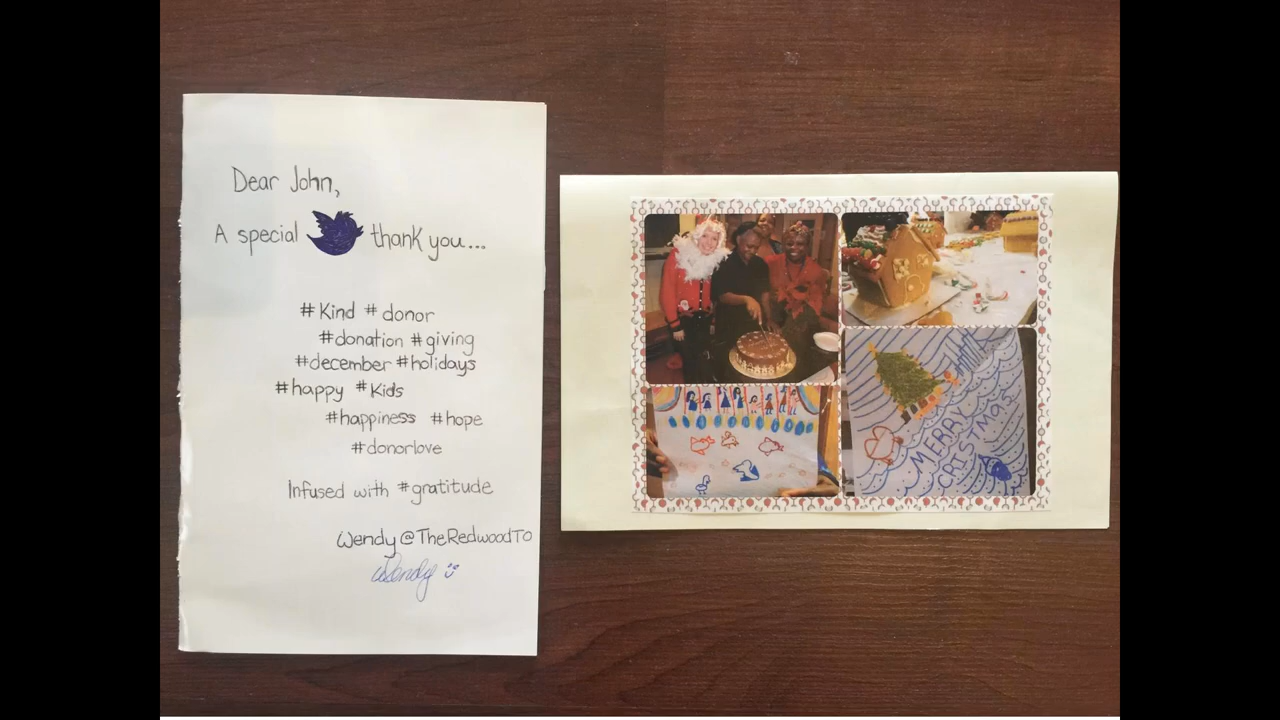 Dear John,
A special thank you...
#Kind #donor
#donation #giving
#december #holidays
#happy #Kids
#happiness #hope
#donorlove
Infused with #gratitude
Wendy@TheRedwoodTO
Wendy
MERRY
CRISTMAS